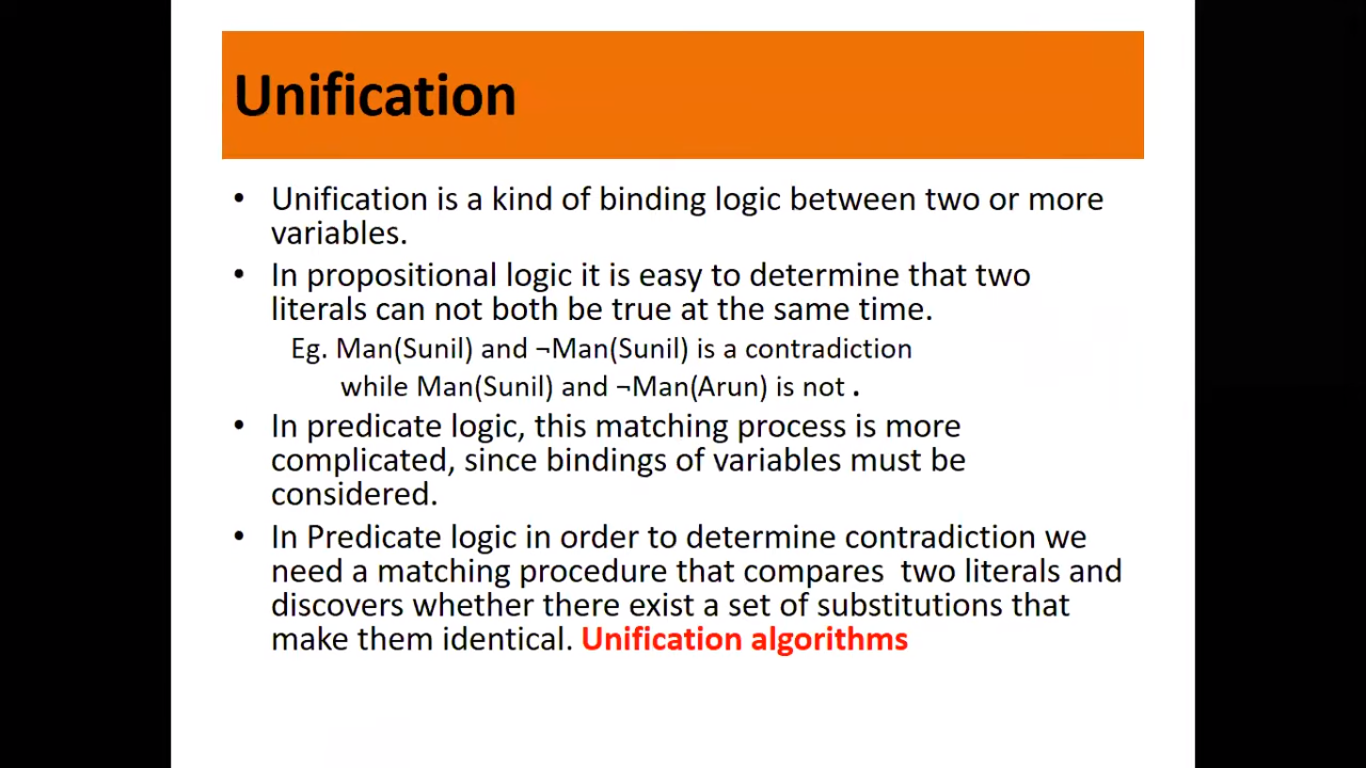 Unification
• Unification is a kind of binding logic between two or more
variables.
• In propositional logic it is easy to determine that two
literals can not both be true at the same time.
Eg. Man(Sunil) and ¬Man(Sunil) is a contradiction
while Man(Sunil) and ¬Man(Arun) is not .
• In predicate logic, this matching process is more
complicated, since bindings of variables must be
considered.
• In Predicate logic in order to determine contradiction we
need a matching procedure that compares  two literals and
discovers whether there exist a set of substitutions that
make them identical. Unification algorithms